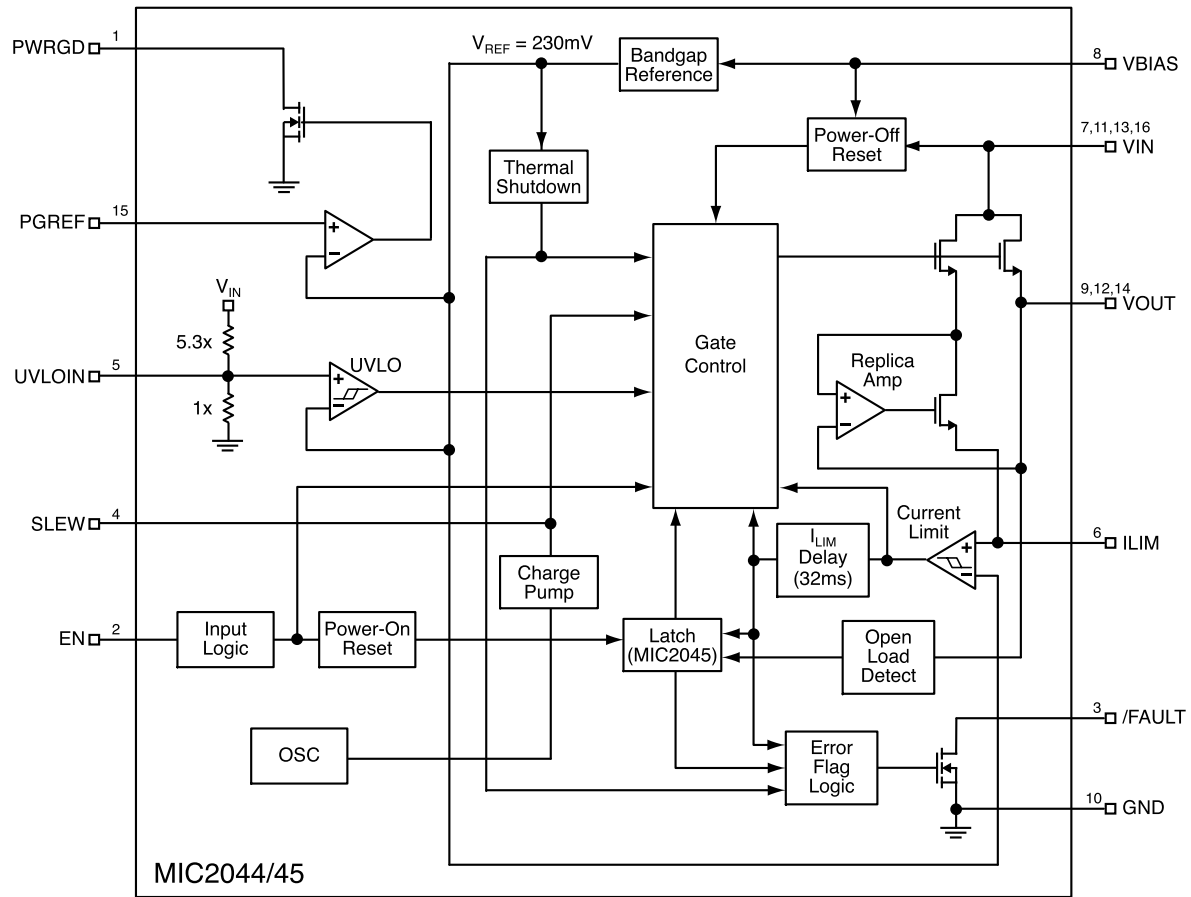 PWRGD
1
V_REF = 230mV
Bandgap
Reference
8
VBIAS
Power-Off
Reset
7,11,13,16
VIN
Thermal
Shutdown
PGREF
15
+
–
9,12,14
VOUT
V_IN
5.3x
UVLOIN
5
1x
UVLO
+
–
Gate
Control
Replica
Amp
+
–
SLEW
4
Current
Limit
+
–
6
ILIM
I_LIM
Delay
(32ms)
Charge
Pump
EN
2
Input
Logic
Power-On
Reset
Latch
(MIC2045)
Open
Load
Detect
3
/FAULT
OSC
Error
Flag
Logic
10
GND
MIC2044/45